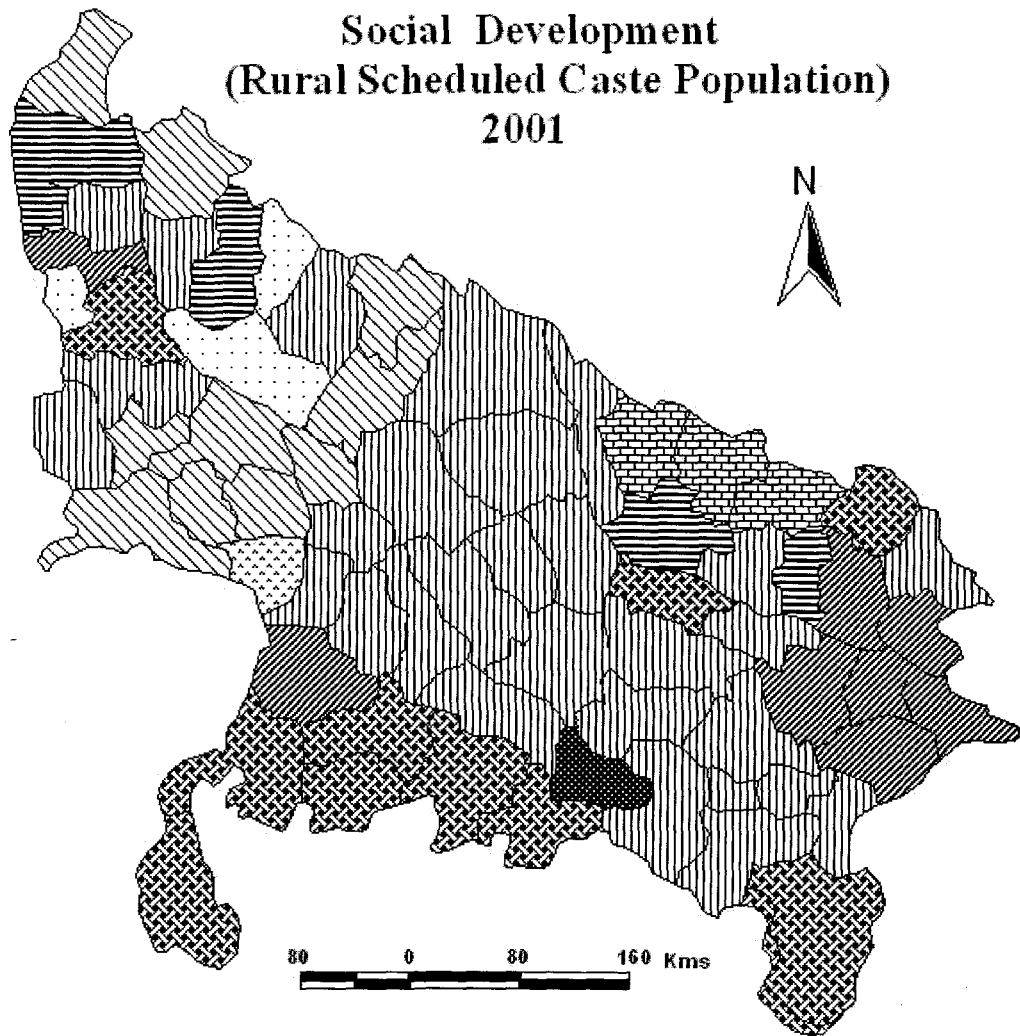 Social Development
(Rural Scheduled Caste Population)
2001
N
80 0 80 160 Kms